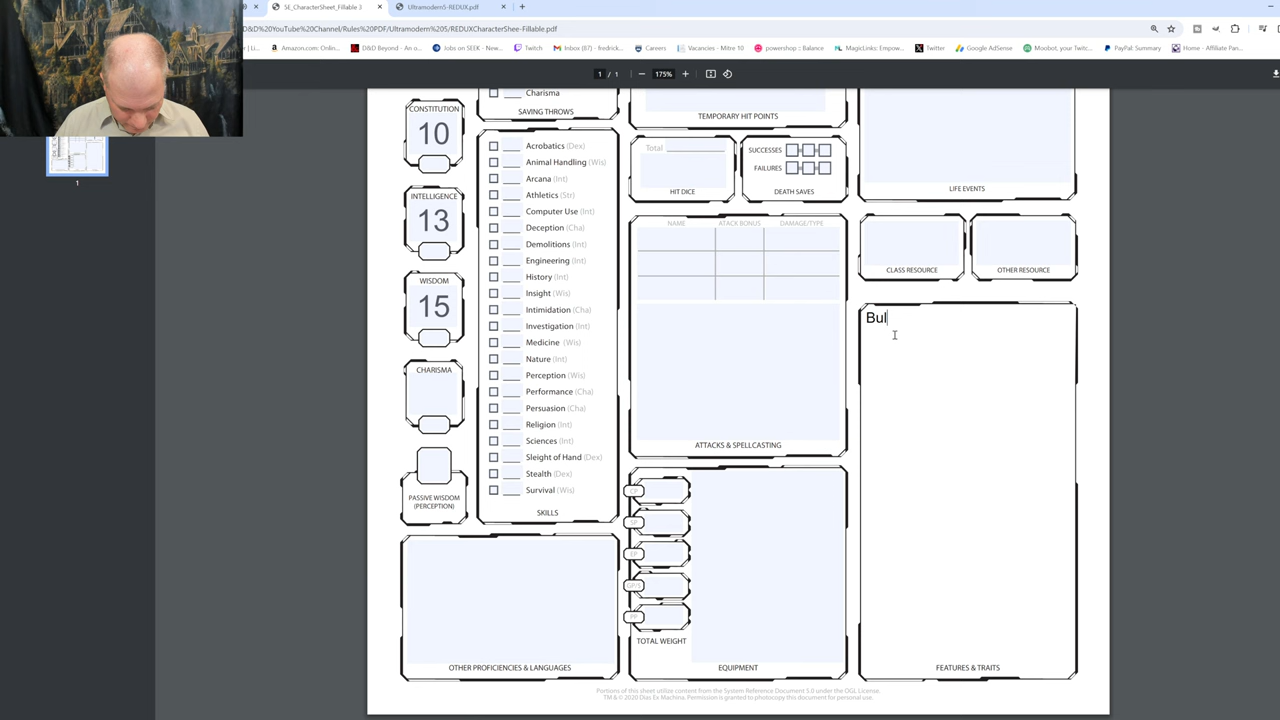 5E_CharacterSheet_Fillable 3
Ultramodern5-REDUX.pdf
D&D%20YouTube%20Channel/Rules%20PDF/Ultramodern%205/REDUXCharacterShee-Fillable.pdf
Amazon.com: Onlin...
D&D Beyond - An o...
Jobs on SEEK - New...
Twitch
Inbox (87) - fredrick...
Careers
Vacancies - Mitre 10
powershop :: Balance
MagicLinks: Empow...
Twitter
Google AdSense
Moobot, your Twitc...
PayPal: Summary
Home - Affiliate Pan...
1 / 1
175%
1
CONSTITUTION
10
INTELLIGENCE
13
WISDOM
15
CHARISMA
PASSIVE WISDOM
(PERCEPTION)
Charisma
SAVING THROWS
Acrobatics (Dex)
Animal Handling (Wis)
Arcana (Int)
Athletics (Str)
Computer Use (Int)
Deception (Cha)
Demolitions (Int)
Engineering (Int)
History (Int)
Insight (Wis)
Intimidation (Cha)
Investigation (Int)
Medicine (Wis)
Nature (Int)
Perception (Wis)
Performance (Cha)
Persuasion (Cha)
Religion (Int)
Sciences (Int)
Sleight of Hand (Dex)
Stealth (Dex)
Survival (Wis)
SKILLS
OTHER PROFICIENCIES & LANGUAGES
TEMPORARY HIT POINTS
Total
HIT DICE
SUCCESSES
FAILURES
DEATH SAVES
NAME ATACK BONUS DAMAGE/TYPE
ATTACKS & SPELLCASTING
CP
SP
EP
GP/S
PP
TOTAL WEIGHT
EQUIPMENT
LIFE EVENTS
CLASS RESOURCE
OTHER RESOURCE
Bul
FEATURES & TRAITS
Portions of this sheet utilize content from the System Reference Document 5.0 under the OGL License.
TM & © 2020 Dias Ex Machina. Permission is granted to photocopy this document for personal use.